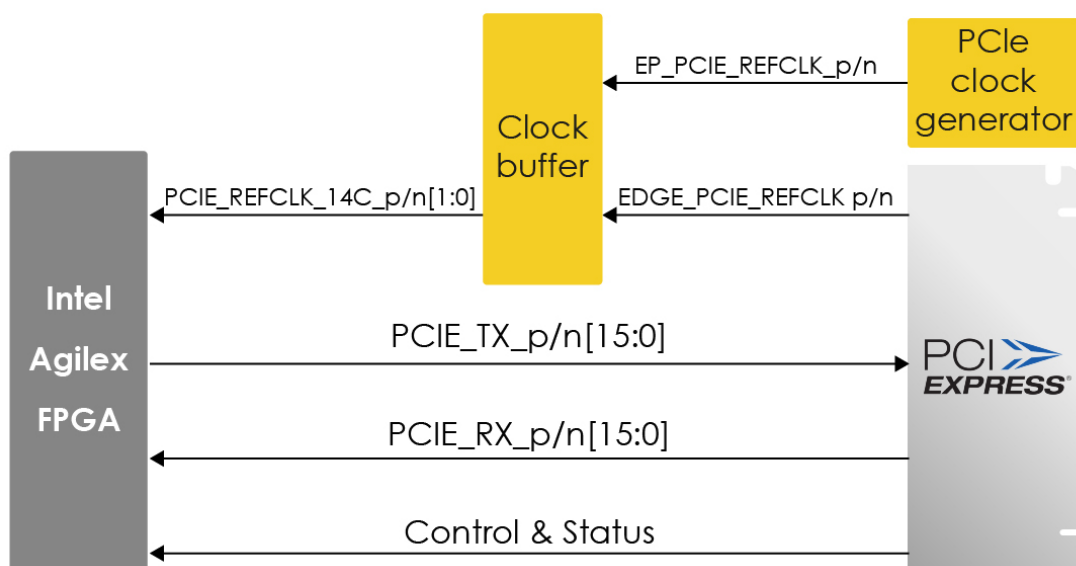 PCIe
clock
generator
EP_PCIE_REFCLK_p/n
Clock
buffer
PCIE_REFCLK_14C_p/n[1:0]
EDGE_PCIE_REFCLK p/n
Intel
Agilex
FPGA
PCIE_TX_p/n[15:0]
PCI
EXPRESS®
PCIE_RX_p/n[15:0]
Control & Status